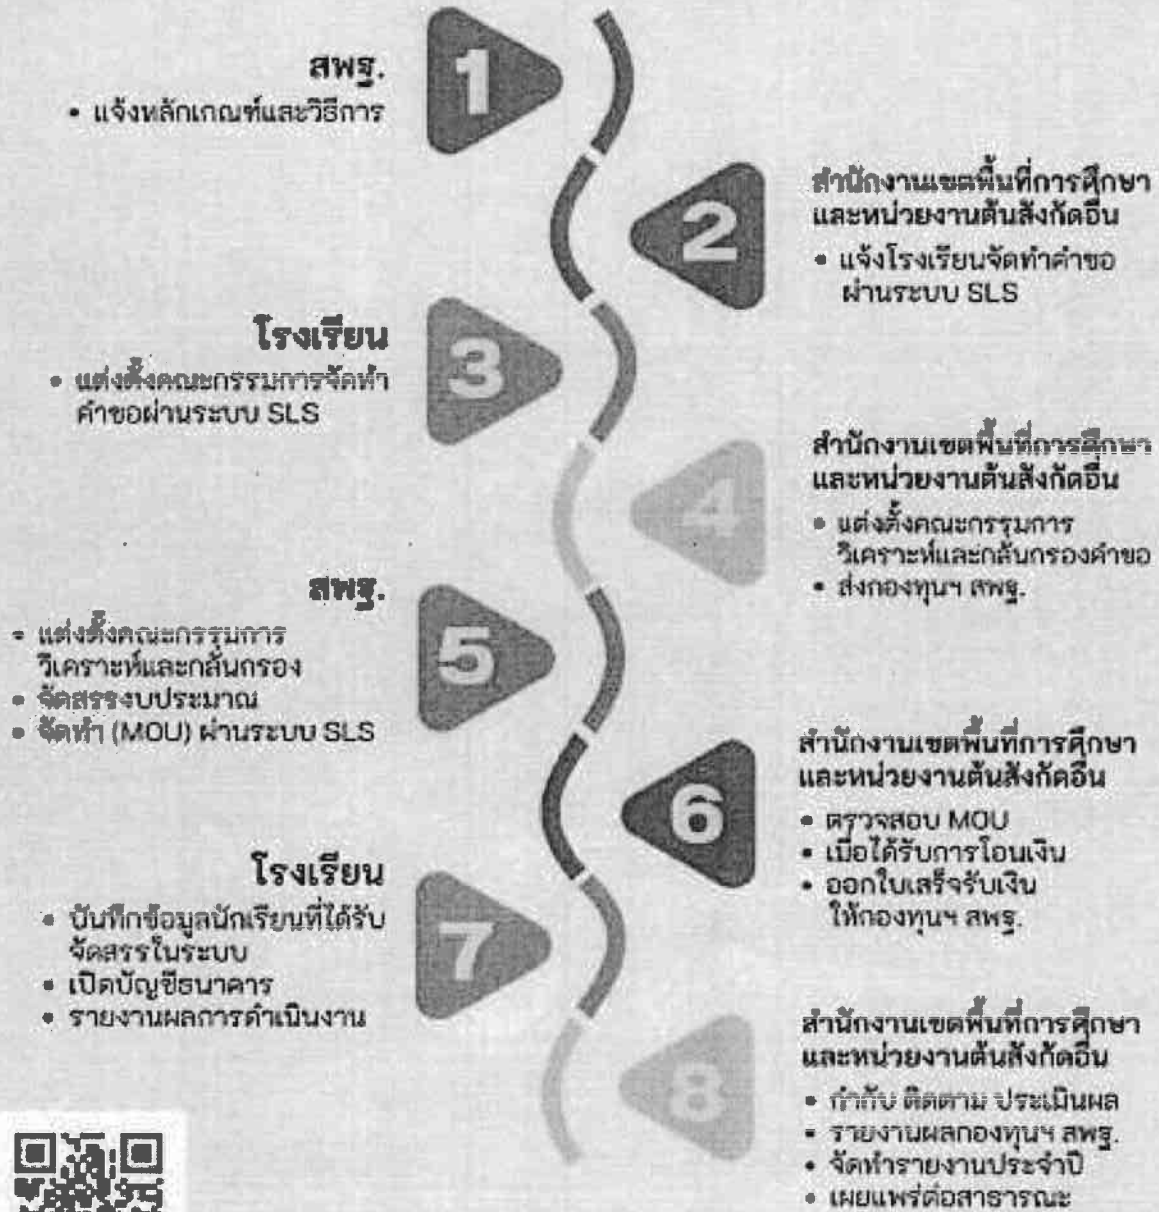 1
สพฐ.
• แจ้งหลักเกณฑ์และวิธีการ
2
สำนักงานเขตพื้นที่การศึกษา
และหน่วยงานต้นสังกัดอื่น
• แจ้งโรงเรียนจัดทำคำขอ
ผ่านระบบ SLS
3
โรงเรียน
• แต่งตั้งคณะกรรมการจัดทำ
คำขอผ่านระบบ SLS
4
สำนักงานเขตพื้นที่การศึกษา
และหน่วยงานต้นสังกัดอื่น
• แต่งตั้งคณะกรรมการ
วิเคราะห์และกลั่นกรองคำขอ
• ส่งกองทุนฯ สพฐ.
5
สพฐ.
• แต่งตั้งคณะกรรมการ
วิเคราะห์และกลั่นกรอง
• จัดสรรงบประมาณ
• จัดทำ (MOU) ผ่านระบบ SLS
6
สำนักงานเขตพื้นที่การศึกษา
และหน่วยงานต้นสังกัดอื่น
• ตรวจสอบ MOU
• เมื่อได้รับการโอนเงิน
• ออกใบเสร็จรับเงิน
ให้กองทุนฯ สพฐ.
7
โรงเรียน
• บันทึกข้อมูลนักเรียนที่ได้รับ
จัดสรรในระบบ
• เปิดบัญชีธนาคาร
• รายงานผลการดำเนินงาน
8
สำนักงานเขตพื้นที่การศึกษา
และหน่วยงานต้นสังกัดอื่น
• กำกับ ติดตาม ประเมินผล
• รายงานผลกองทุนฯ สพฐ.
• จัดทำรายงานประจำปี
• เผยแพร่ต่อสาธารณะ